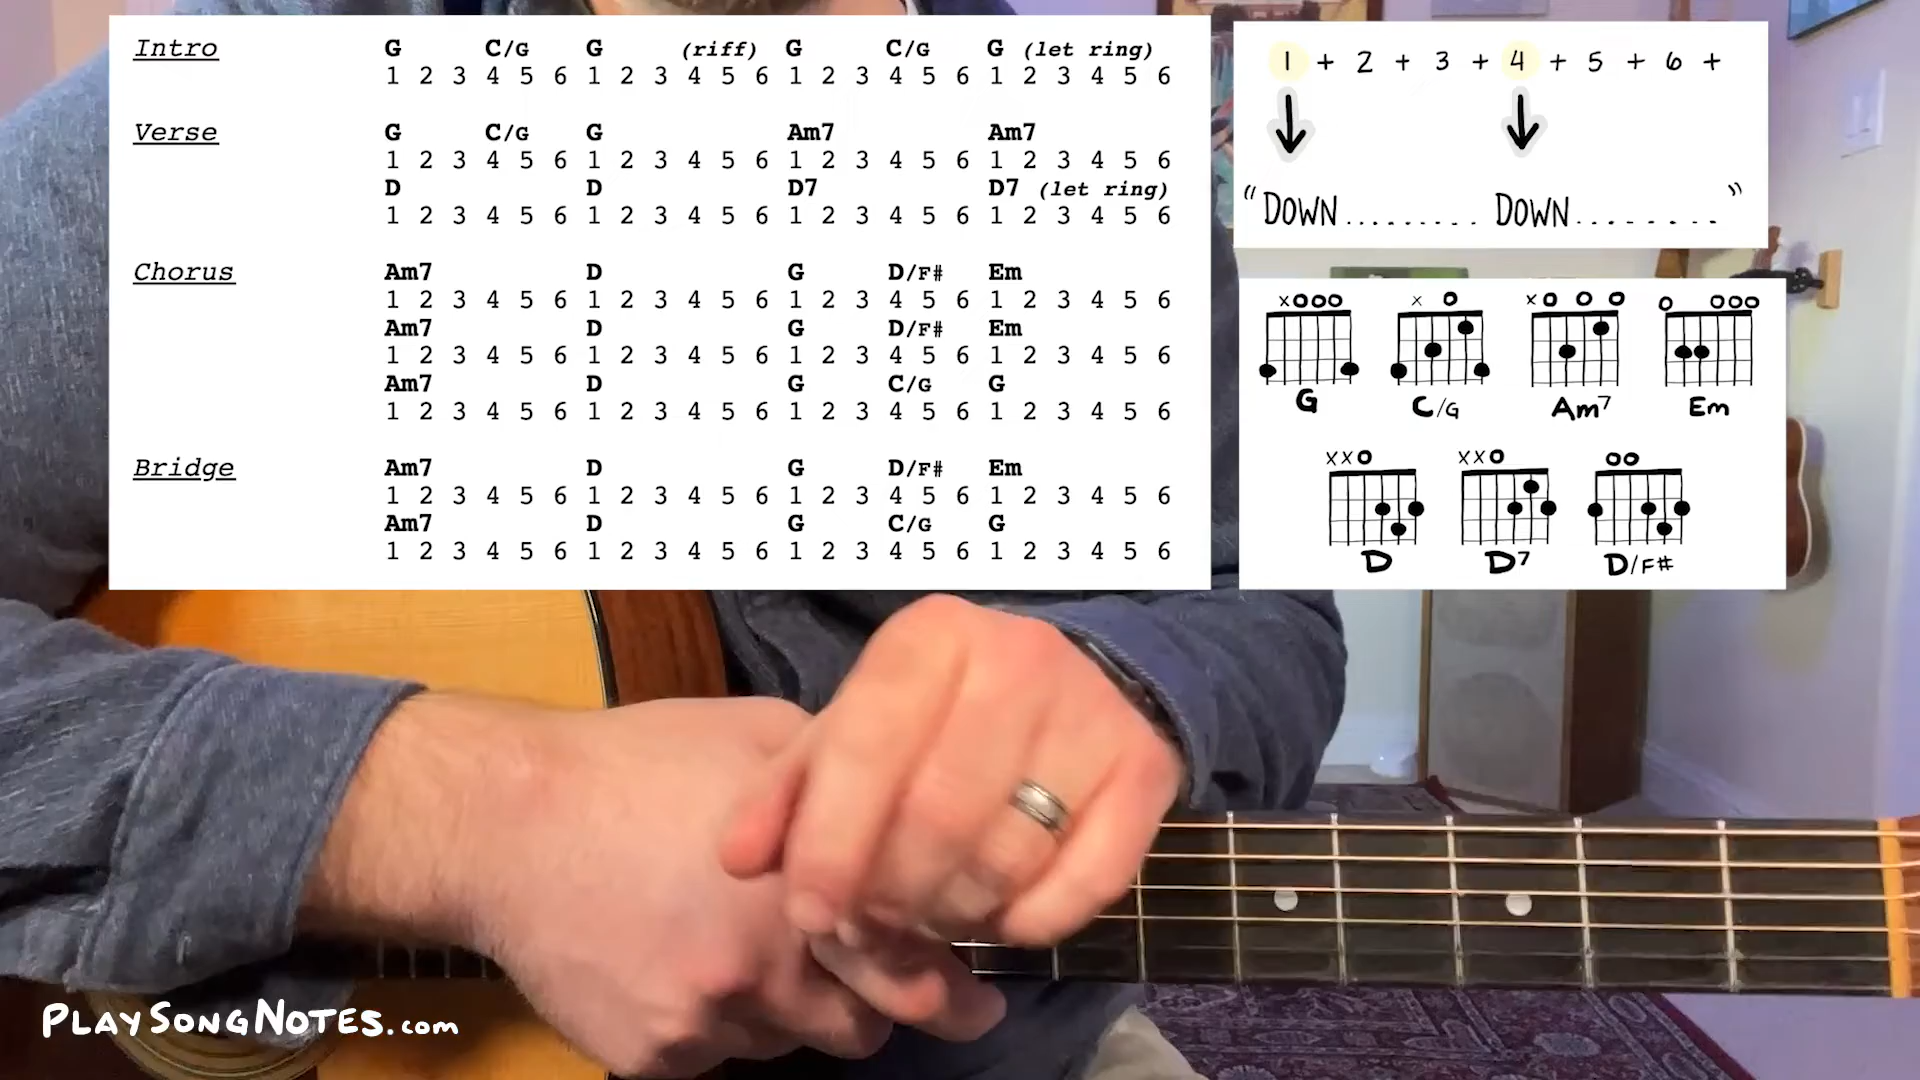 Intro G C/G G (riff) G C/G G (let ring)
1 2 3 4 5 6 1 2 3 4 5 6 1 2 3 4 5 6 1 2 3 4 5 6
Verse G C/G G Am7 Am7
1 2 3 4 5 6 1 2 3 4 5 6 1 2 3 4 5 6 1 2 3 4 5 6
D D D7 D7 (let ring)
1 2 3 4 5 6 1 2 3 4 5 6 1 2 3 4 5 6 1 2 3 4 5 6
Chorus Am7 D G D/F# Em
1 2 3 4 5 6 1 2 3 4 5 6 1 2 3 4 5 6 1 2 3 4 5 6
Am7 D G D/F# Em
1 2 3 4 5 6 1 2 3 4 5 6 1 2 3 4 5 6 1 2 3 4 5 6
Am7 D G C/G G
1 2 3 4 5 6 1 2 3 4 5 6 1 2 3 4 5 6 1 2 3 4 5 6
Bridge Am7 D G D/F# Em
1 2 3 4 5 6 1 2 3 4 5 6 1 2 3 4 5 6 1 2 3 4 5 6
Am7 D G C/G G
1 2 3 4 5 6 1 2 3 4 5 6 1 2 3 4 5 6 1 2 3 4 5 6
1 + 2 + 3 + 4 + 5 + 6 +
"DOWN......... DOWN........"
x o o o x o x o o o o o o o
G C/G Am7 Em
x x o x x o o o
D D7 D/F#
PLAYSONGNOTES.com